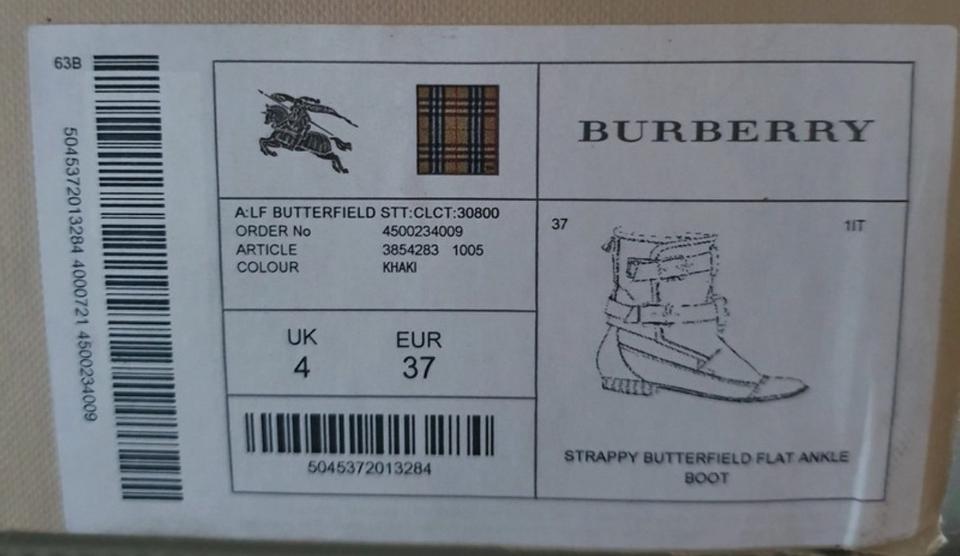 63B
5045372013284 4000721 4500234009
BURBERRY
A:LF BUTTERFIELD STT:CLCT:30800
ORDER No 4500234009
ARTICLE 3854283 1005
COLOUR KHAKI
UK EUR
4 37
5045372013284
37 1IT
STRAPPY BUTTERFIELD FLAT ANKLE
BOOT